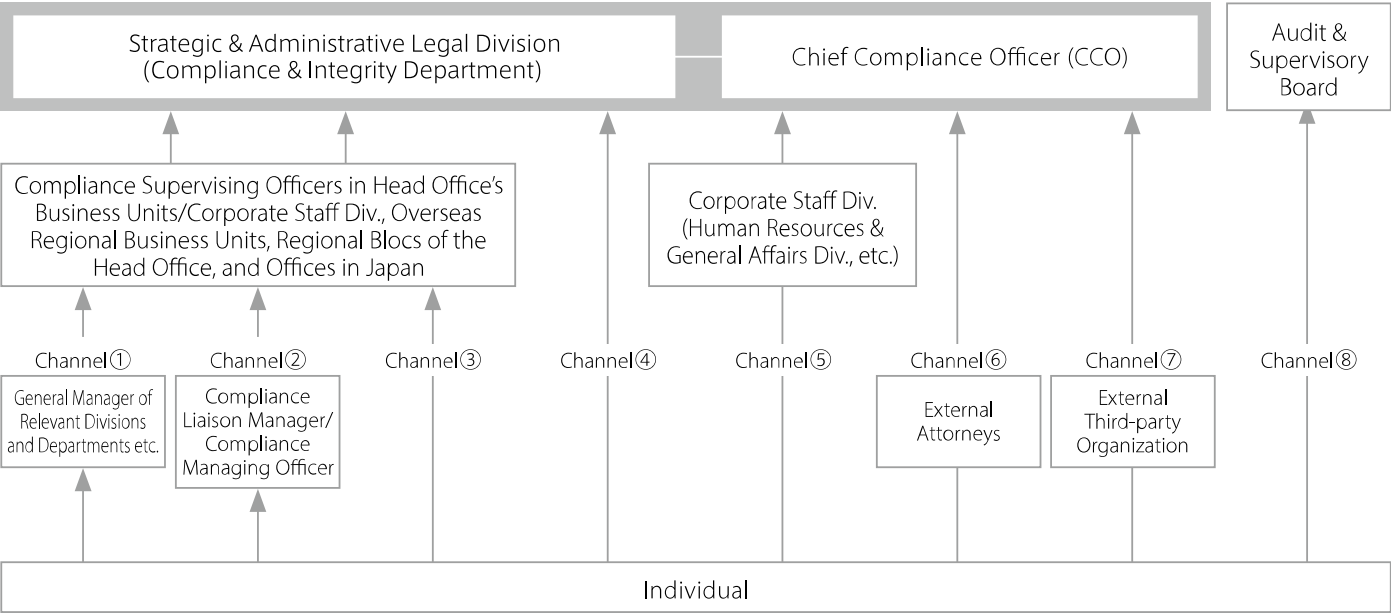 Strategic & Administrative Legal Division
(Compliance & Integrity Department)
Chief Compliance Officer (CCO)
Audit &
Supervisory
Board
Compliance Supervising Officers in Head Office's
Business Units/Corporate Staff Div., Overseas
Regional Business Units, Regional Blocs of the
Head Office, and Offices in Japan
Corporate Staff Div.
(Human Resources &
General Affairs Div., etc.)
Channel①
Channel②
Channel③
Channel④
Channel⑤
Channel⑥
Channel⑦
Channel⑧
General Manager of
Relevant Divisions
and Departments etc.
Compliance
Liaison Manager/
Compliance
Managing Officer
External
Attorneys
External
Third-party
Organization
Individual